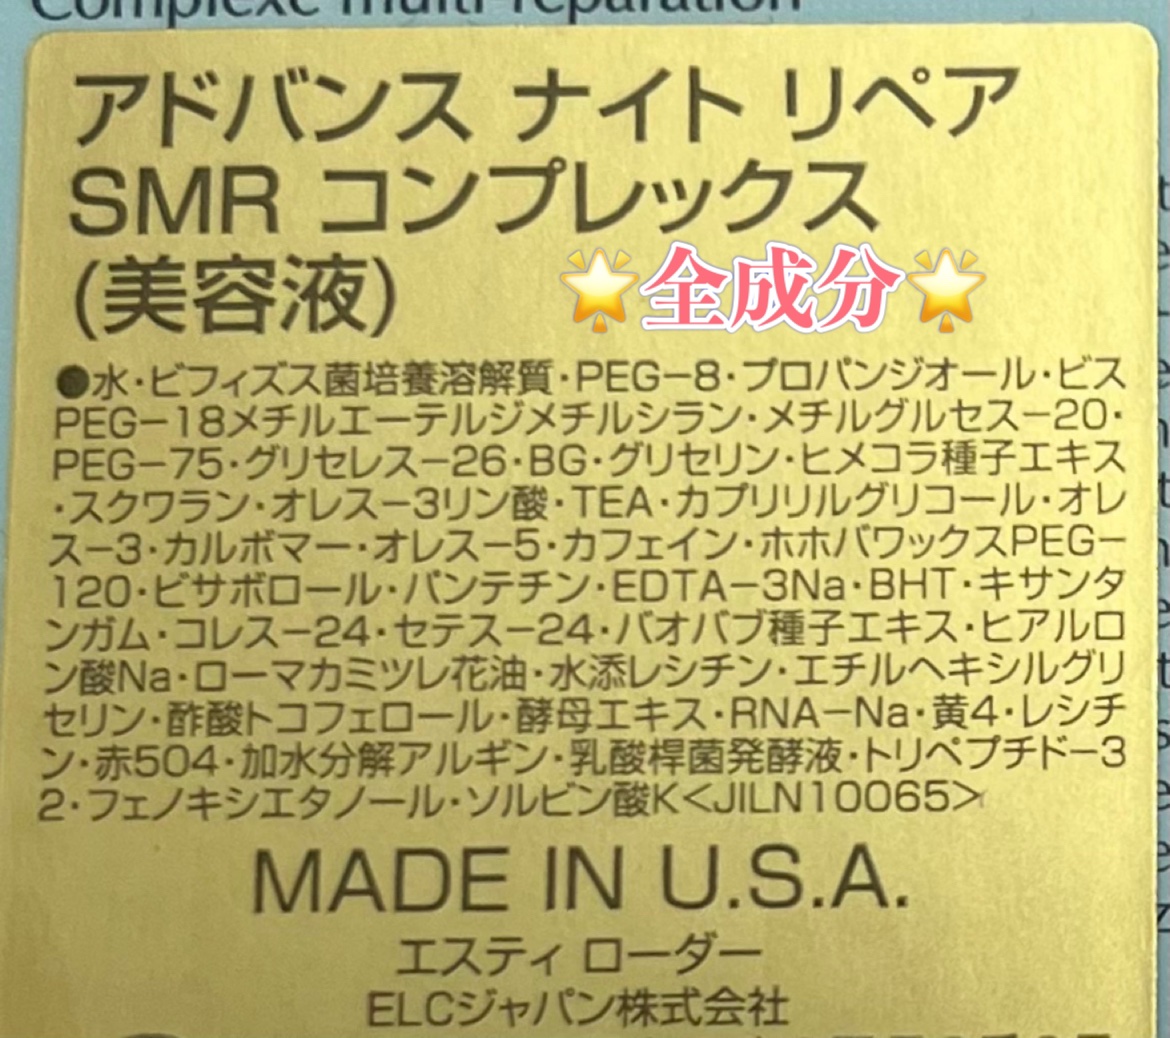 Complexe multi-réparation
アドバンス ナイト リペア
SMR コンプレックス
(美容液)
🌟全成分🌟
●水・ビフィズス菌培養溶解質・PEG－8・プロパンジオール・ビス
PEG－18メチルエーテルジメチルシラン・メチルグルセス－20・
PEG－75・グリセレス－26・BG・グリセリン・ヒメコラ種子エキス
・スクワラン・オレス－3リン酸・TEA・カプリリルグリコール・オレ
ス－3・カルボマー・オレス－5・カフェイン・ホホバワックスPEG－
120・ビサボロール・パンテチン・EDTA－3Na・BHT・キサンタ
ンガム・コレス－24・セテス－24・バオバブ種子エキス・ヒアルロ
ン酸Na・ローマカミツレ花油・水添レシチン・エチルヘキシルグリ
セリン・酢酸トコフェロール・酵母エキス・RNA－Na・黄4・レシチ
ン・赤504・加水分解アルギン・乳酸桿菌発酵液・トリペプチド－3
2・フェノキシエタノール・ソルビン酸K<JILN10065>
MADE IN U.S.A.
エスティ ローダー
ELCジャパン株式会社